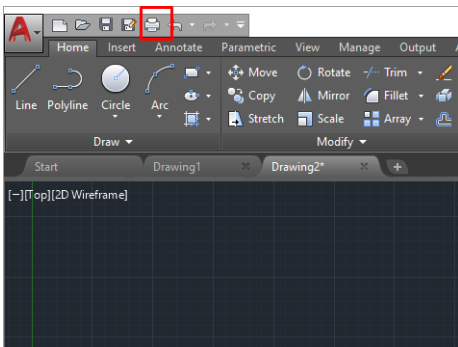 A
Home Insert Annotate Parametric View Manage Output
Line Polyline Circle Arc
Move Rotate Trim
Copy Mirror Fillet
Stretch Scale Array
Draw Modify
Start Drawing1 Drawing2*
[−][Top][2D Wireframe]